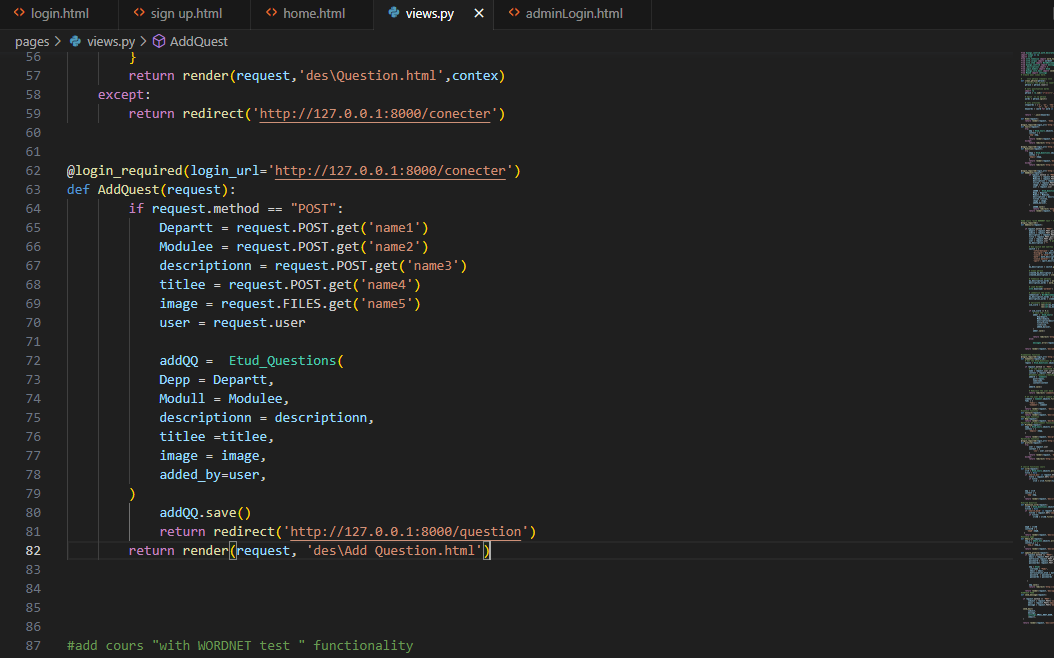 login.html sign up.html home.html views.py adminLogin.html
pages > views.py > AddQuest
56 }
57 return render(request,'des\Question.html',contex)
58 except:
59 return redirect('http://127.0.0.1:8000/conecter')
60
61
62 @login_required(login_url='http://127.0.0.1:8000/conecter')
63 def AddQuest(request):
64 if request.method == "POST":
65 Departt = request.POST.get('name1')
66 Modulee = request.POST.get('name2')
67 descriptionn = request.POST.get('name3')
68 titlee = request.POST.get('name4')
69 image = request.FILES.get('name5')
70 user = request.user
71
72 addQQ =  Etud_Questions(
73 Depp = Departt,
74 Modull = Modulee,
75 descriptionn = descriptionn,
76 titlee =titlee,
77 image = image,
78 added_by=user,
79 )
80 addQQ.save()
81 return redirect('http://127.0.0.1:8000/question')
82 return render(request, 'des\Add Question.html')
83
84
85
86
87 #add cours "with WORDNET test " functionality